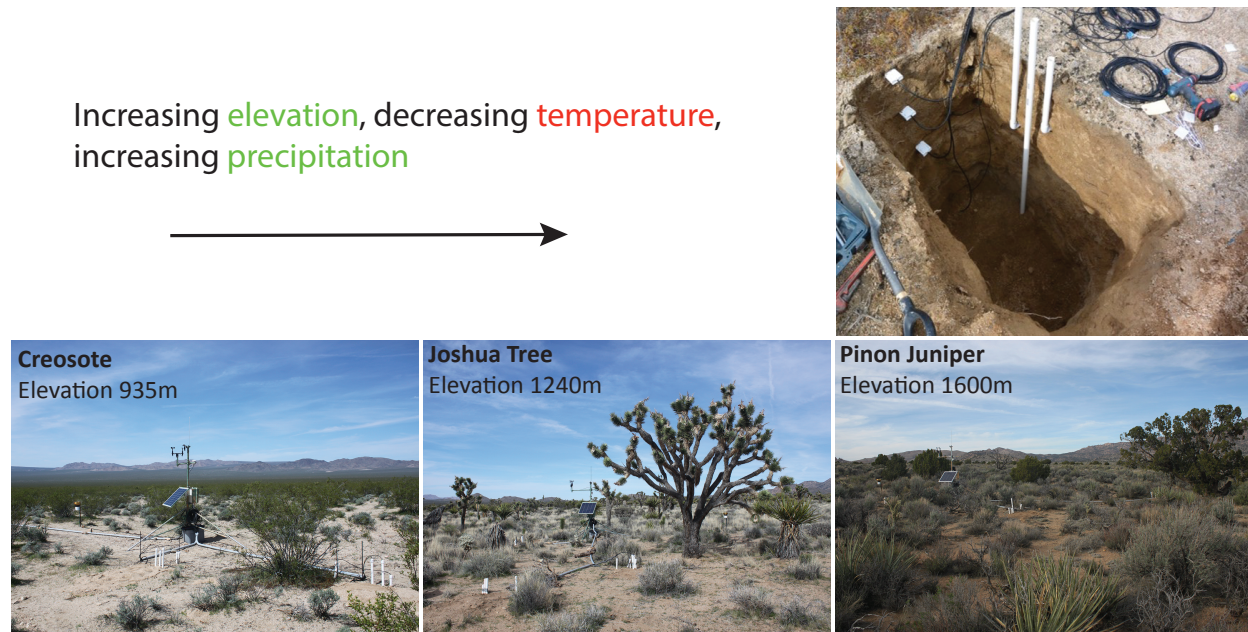 Increasing elevation, decreasing temperature,
increasing precipitation
Creosote
Elevation 935m
Joshua Tree
Elevation 1240m
Pinon Juniper
Elevation 1600m